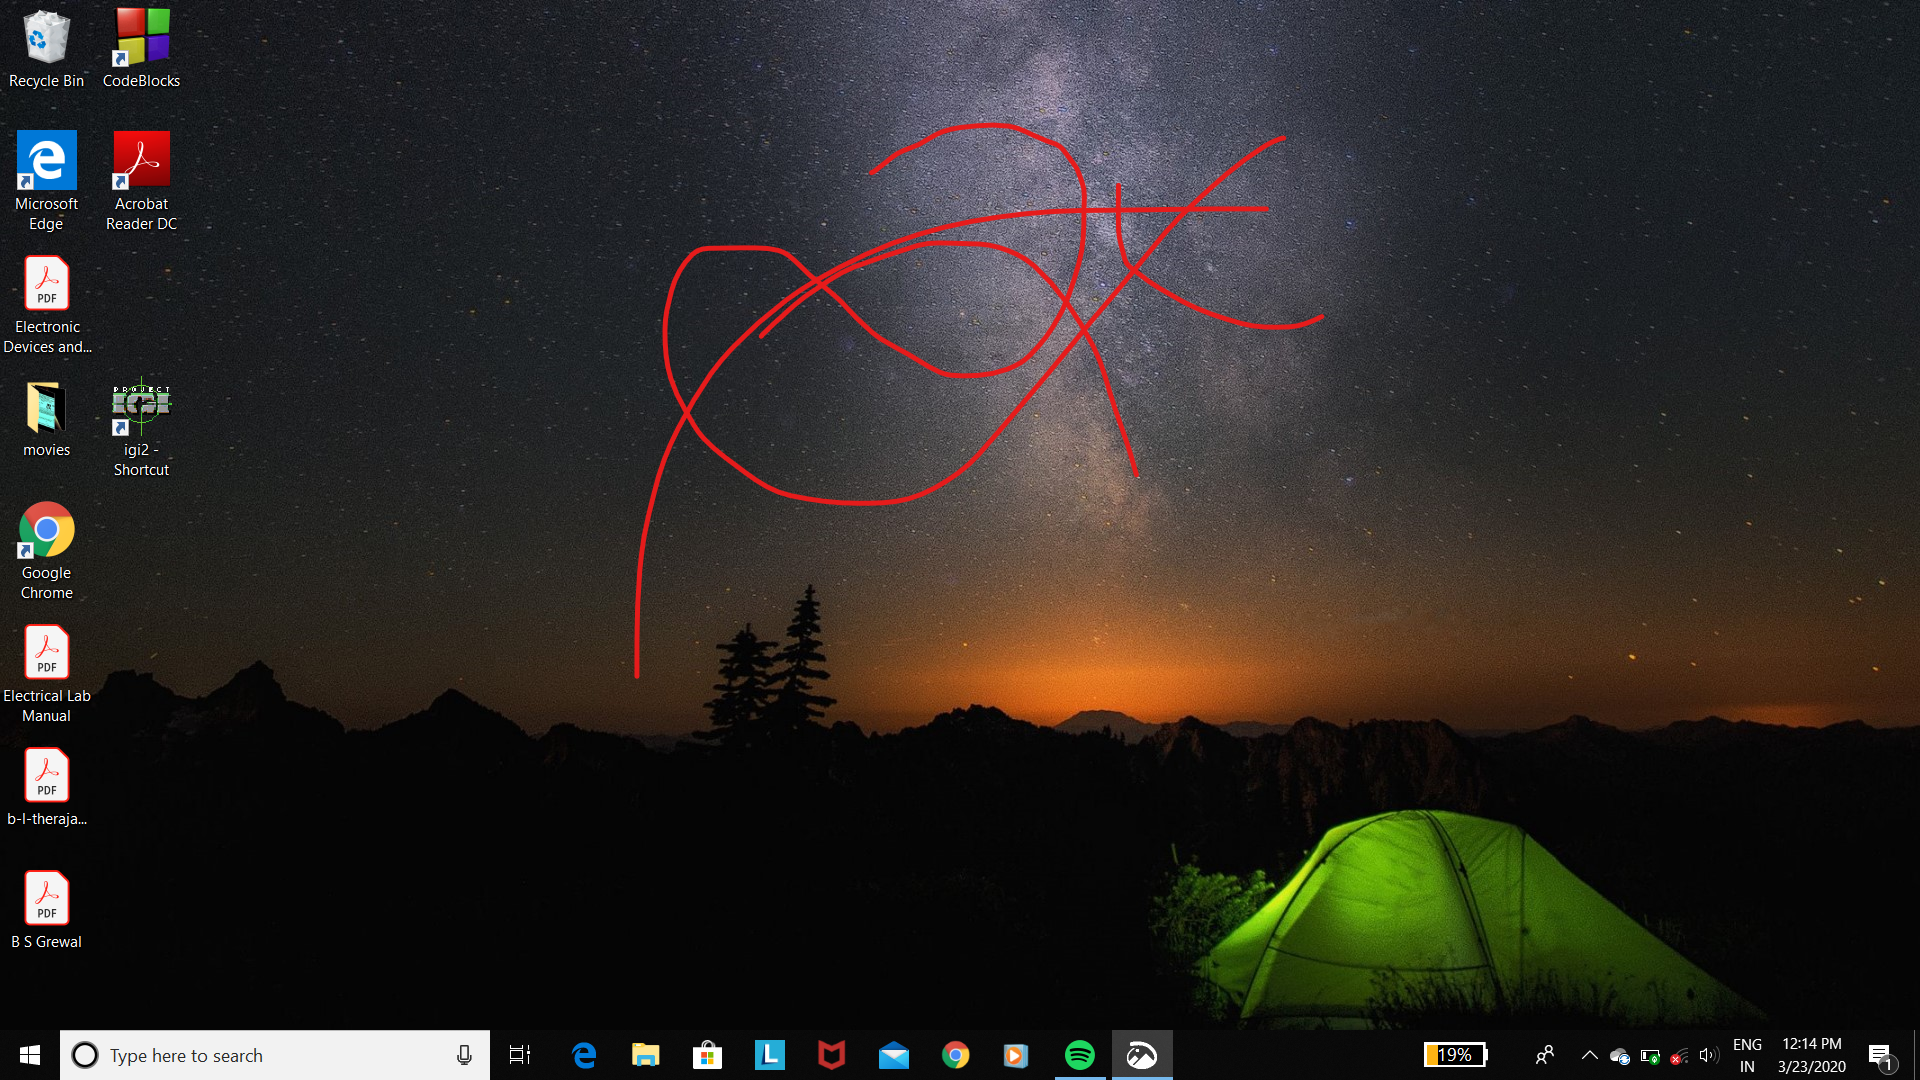 Recycle Bin
CodeBlocks
Microsoft
Edge
Acrobat
Reader DC
PDF
Electronic
Devices and...
movies
PROJECT
IGI
igi2 -
Shortcut
Google
Chrome
PDF
Electrical Lab
Manual
PDF
b-l-theraja...
PDF
B S Grewal
Type here to search
L
19%
ENG
IN
12:14 PM
3/23/2020
1